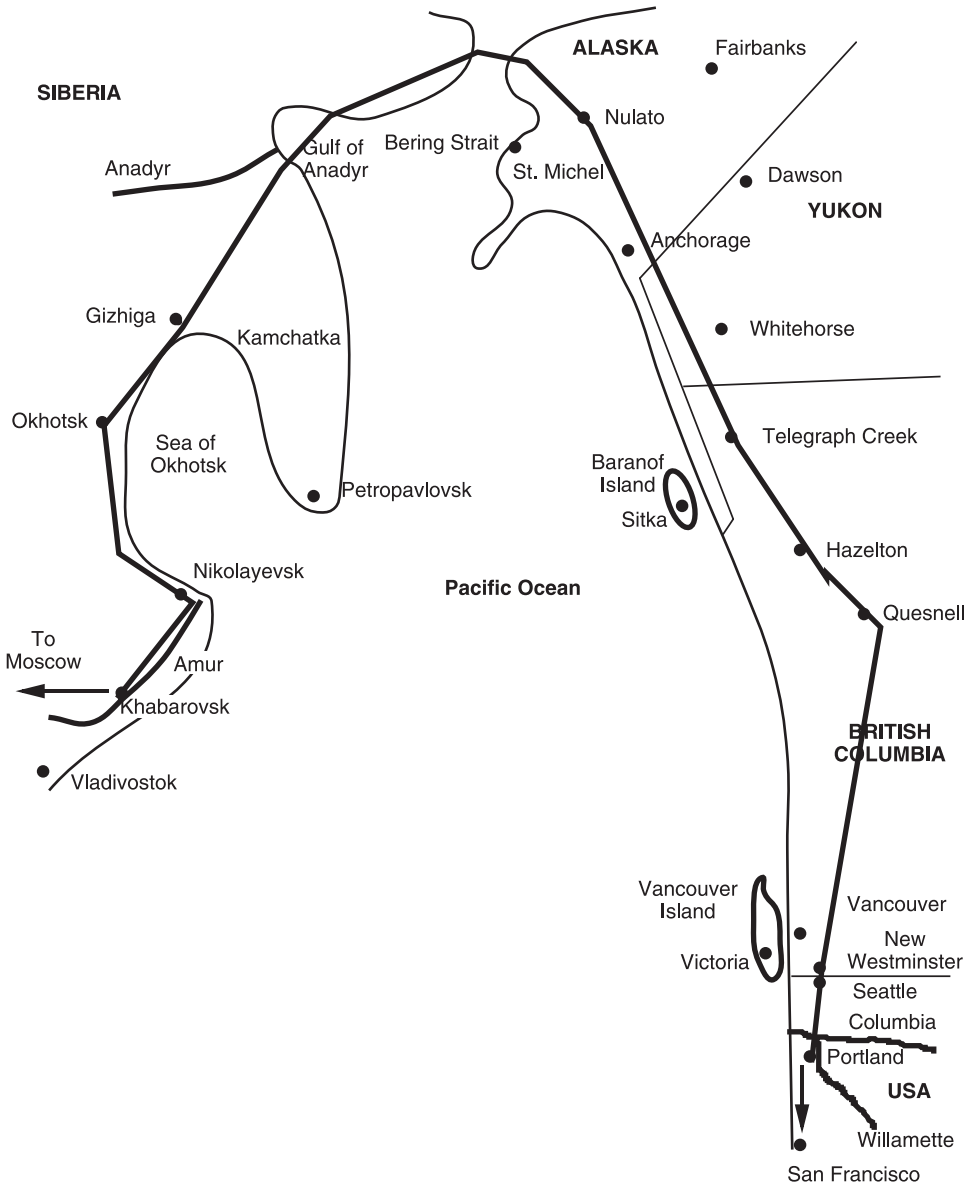 ALASKA
Fairbanks
SIBERIA
Nulato
Bering Strait
Gulf of
Anadyr
Anadyr
St. Michel
Dawson
YUKON
Anchorage
Gizhiga
Kamchatka
Whitehorse
Okhotsk
Sea of
Okhotsk
Telegraph Creek
Baranof
Island
Sitka
Petropavlovsk
Hazelton
Nikolayevsk
Pacific Ocean
Quesnell
To
Moscow
Amur
Khabarovsk
BRITISH
COLUMBIA
Vladivostok
Vancouver
Island
Vancouver
New
Westminster
Victoria
Seattle
Columbia
Portland
USA
Willamette
San Francisco